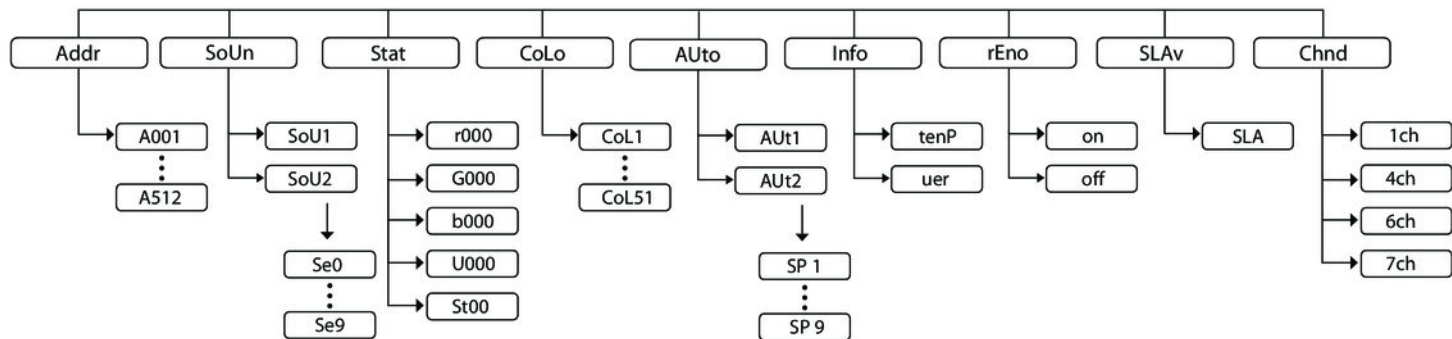 Addr
SoUn
Stat
CoLo
AUto
Info
rEno
SLAv
Chnd
A001
A512
SoU1
SoU2
Se0
Se9
r000
G000
b000
U000
St00
CoL1
CoL51
AUt1
AUt2
SP 1
SP 9
tenP
uer
on
off
SLA
1ch
4ch
6ch
7ch